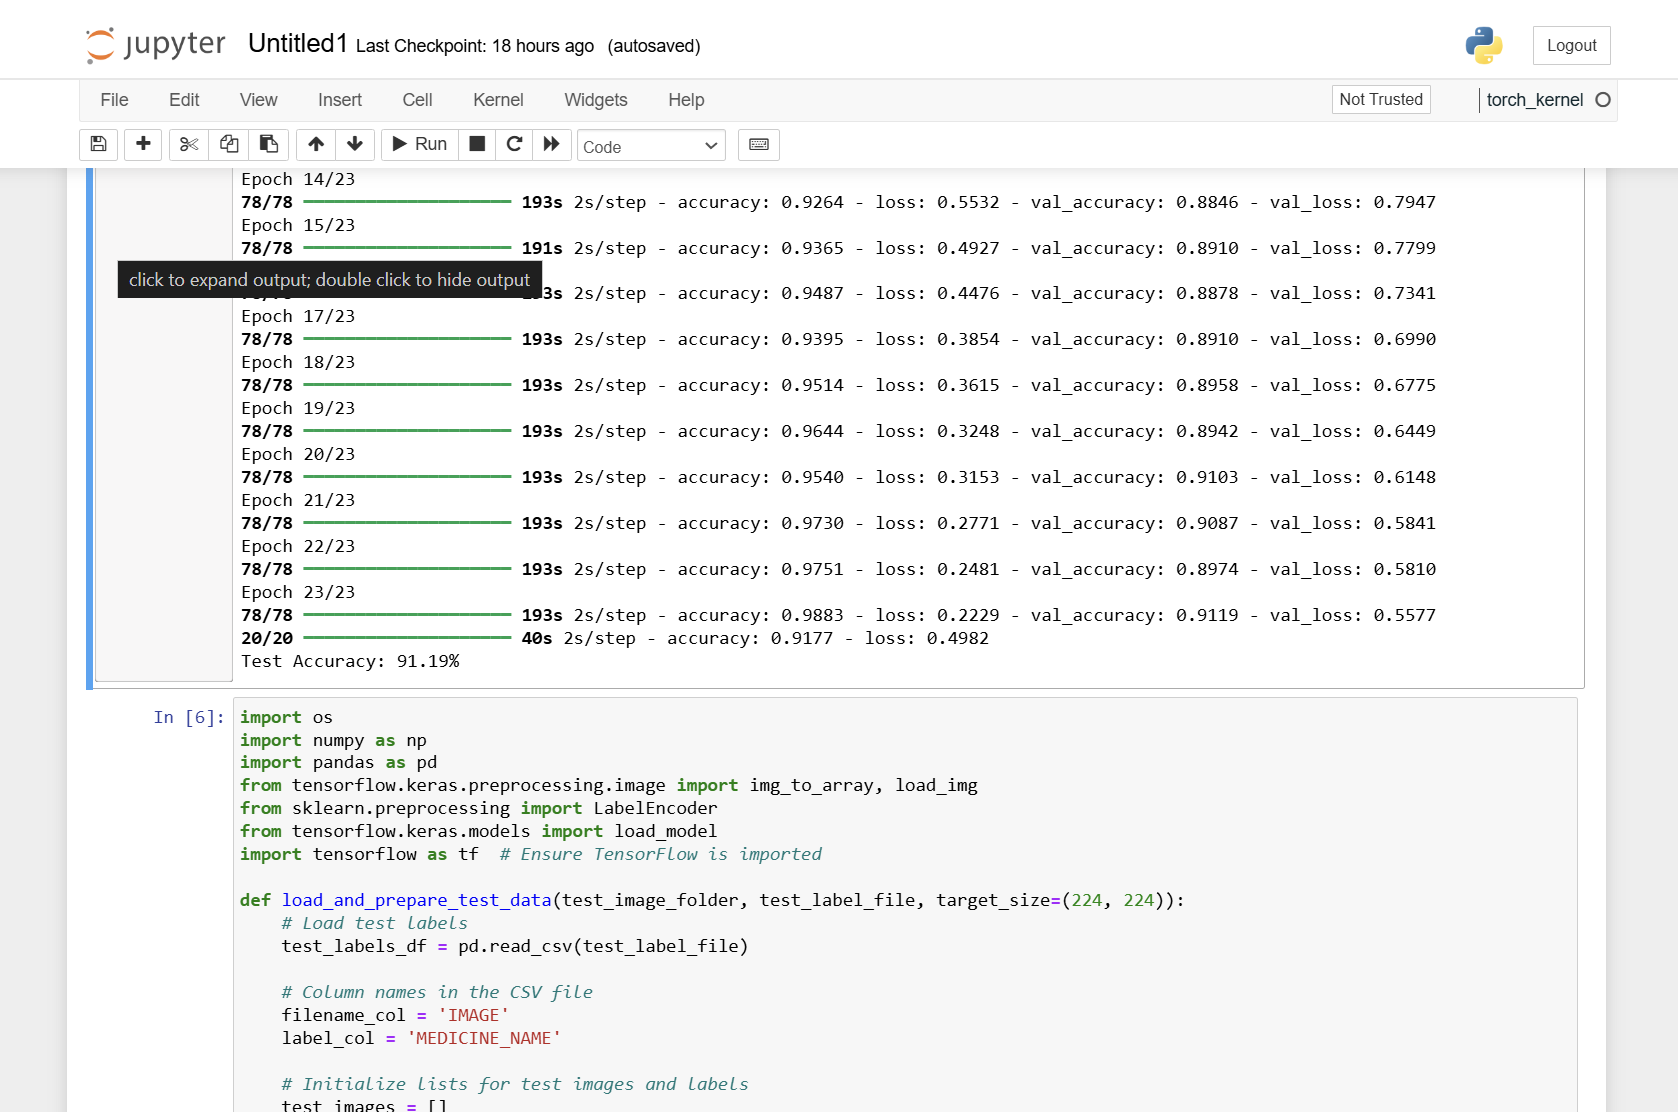 jupyter Untitled1 Last Checkpoint: 18 hours ago (autosaved) Logout
File Edit View Insert Cell Kernel Widgets Help Not Trusted torch_kernel
Run Code
Epoch 14/23
78/78 193s 2s/step - accuracy: 0.9264 - loss: 0.5532 - val_accuracy: 0.8846 - val_loss: 0.7947
Epoch 15/23
78/78 191s 2s/step - accuracy: 0.9365 - loss: 0.4927 - val_accuracy: 0.8910 - val_loss: 0.7799
click to expand output; double click to hide output
3s 2s/step - accuracy: 0.9487 - loss: 0.4476 - val_accuracy: 0.8878 - val_loss: 0.7341
Epoch 17/23
78/78 193s 2s/step - accuracy: 0.9395 - loss: 0.3854 - val_accuracy: 0.8910 - val_loss: 0.6990
Epoch 18/23
78/78 193s 2s/step - accuracy: 0.9514 - loss: 0.3615 - val_accuracy: 0.8958 - val_loss: 0.6775
Epoch 19/23
78/78 193s 2s/step - accuracy: 0.9644 - loss: 0.3248 - val_accuracy: 0.8942 - val_loss: 0.6449
Epoch 20/23
78/78 193s 2s/step - accuracy: 0.9540 - loss: 0.3153 - val_accuracy: 0.9103 - val_loss: 0.6148
Epoch 21/23
78/78 193s 2s/step - accuracy: 0.9730 - loss: 0.2771 - val_accuracy: 0.9087 - val_loss: 0.5841
Epoch 22/23
78/78 193s 2s/step - accuracy: 0.9751 - loss: 0.2481 - val_accuracy: 0.8974 - val_loss: 0.5810
Epoch 23/23
78/78 193s 2s/step - accuracy: 0.9883 - loss: 0.2229 - val_accuracy: 0.9119 - val_loss: 0.5577
20/20 40s 2s/step - accuracy: 0.9177 - loss: 0.4982
Test Accuracy: 91.19%
In [6]: import os
import numpy as np
import pandas as pd
from tensorflow.keras.preprocessing.image import img_to_array, load_img
from sklearn.preprocessing import LabelEncoder
from tensorflow.keras.models import load_model
import tensorflow as tf  # Ensure TensorFlow is imported
def load_and_prepare_test_data(test_image_folder, test_label_file, target_size=(224, 224)):
    # Load test labels
    test_labels_df = pd.read_csv(test_label_file)
    # Column names in the CSV file
    filename_col = 'IMAGE'
    label_col = 'MEDICINE_NAME'
    # Initialize lists for test images and labels
    test_images = []